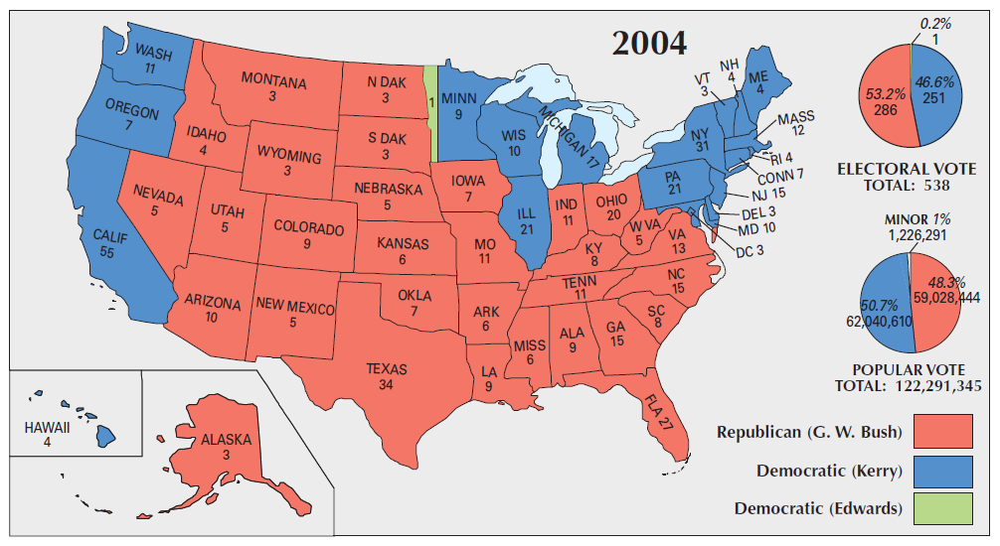 2004
WASH
11
OREGON
7
CALIF
55
NEVADA
5
IDAHO
4
MONTANA
3
WYOMING
3
UTAH
5
COLORADO
9
ARIZONA
10
NEW MEXICO
5
N DAK
3
S DAK
3
NEBRASKA
5
KANSAS
6
OKLA
7
TEXAS
34
1
MINN
9
IOWA
7
MO
11
ARK
6
LA
9
WIS
10
ILL
21
MICHIGAN 17
IND
11
OHIO
20
KY
8
TENN
11
MISS
6
ALA
9
GA
15
FLA 27
SC
8
NC
15
VA
13
W VA
5
PA
21
NY
31
VT
3
NH
4
ME
4
MASS
12
RI 4
CONN 7
NJ 15
DEL 3
MD 10
DC 3
HAWAII
4
ALASKA
3
0.2%
1
53.2%
286
46.6%
251
ELECTORAL VOTE
TOTAL: 538
MINOR 1%
1,226,291
50.7%
62,040,610
48.3%
59,028,444
POPULAR VOTE
TOTAL: 122,291,345
Republican (G. W. Bush)
Democratic (Kerry)
Democratic (Edwards)